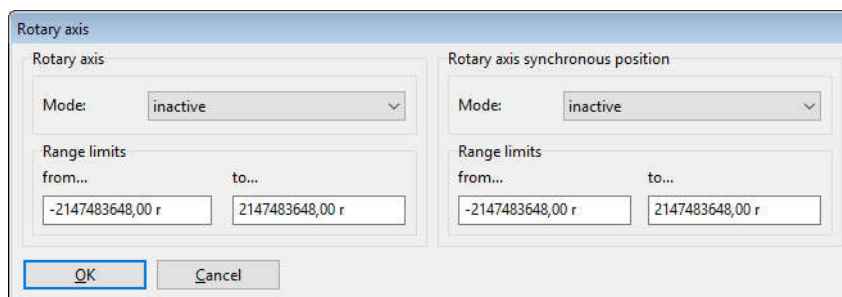 Rotary axis
Rotary axis
Mode:
inactive
Range limits
from...
to...
-2147483648,00 r
2147483648,00 r
Rotary axis synchronous position
Mode:
inactive
Range limits
from...
to...
-2147483648,00 r
2147483648,00 r
OK
Cancel